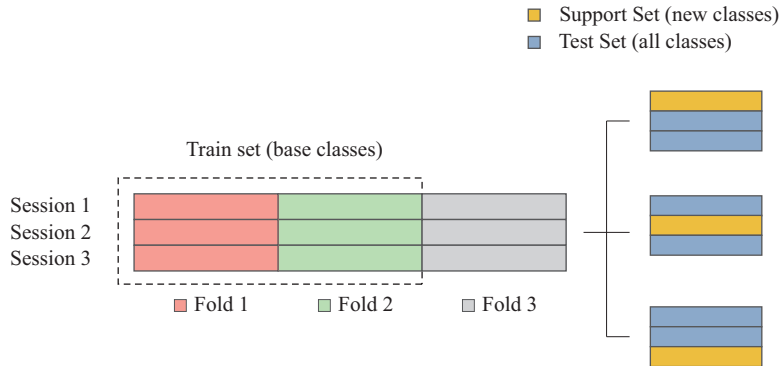 Support Set (new classes)
Test Set (all classes)
Train set (base classes)
Session 1
Session 2
Session 3
Fold 1
Fold 2
Fold 3